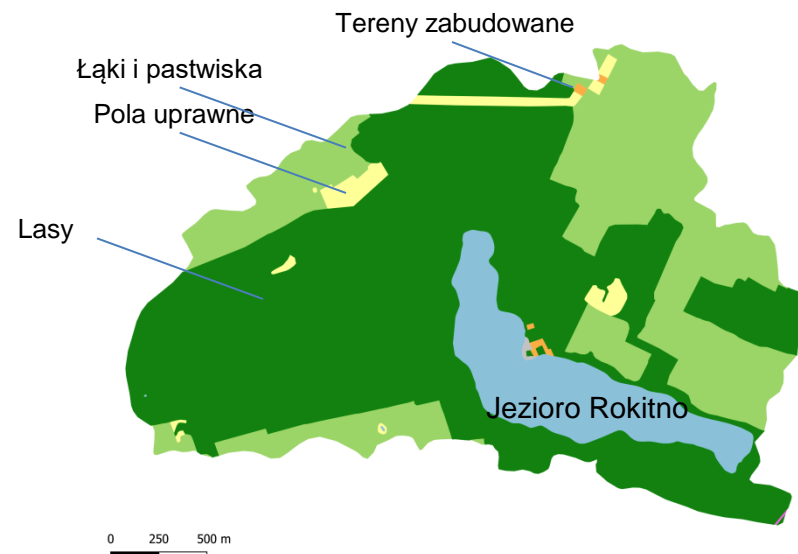 Tereny zabudowane
Łąki i pastwiska
Pola uprawne
Lasy
Jezioro Rokitno
0 250 500 m